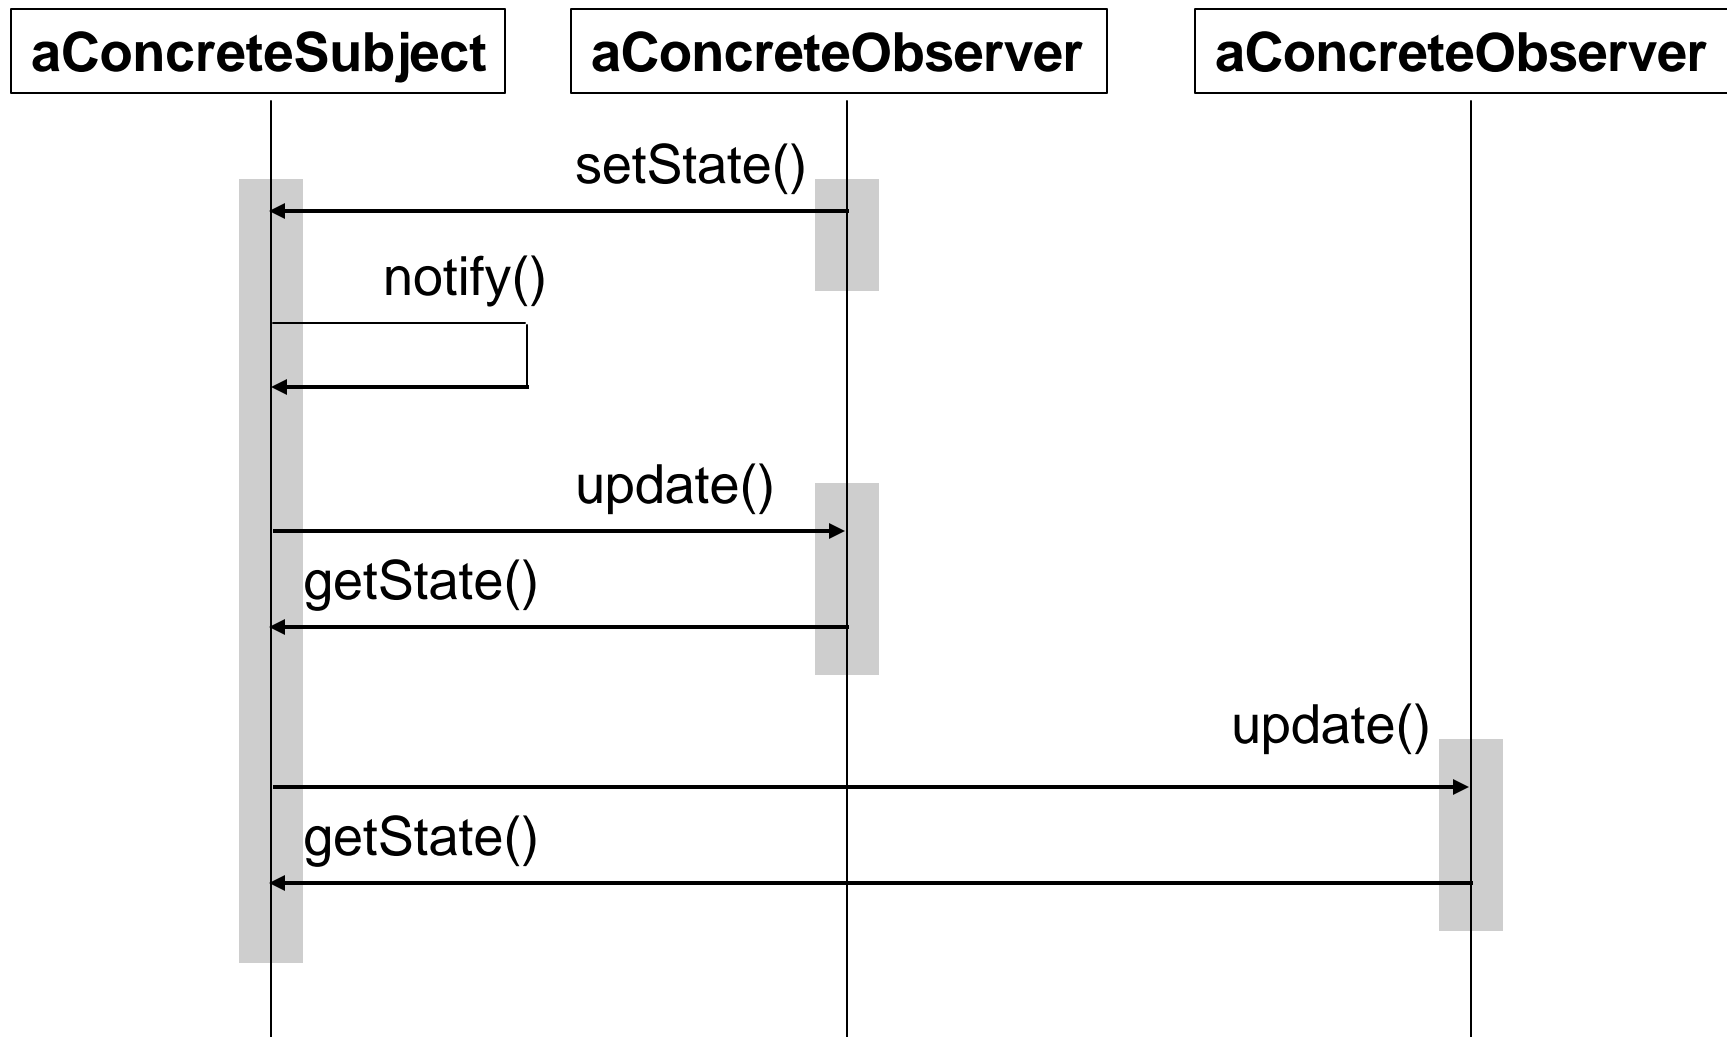 aConcreteSubject
aConcreteObserver
aConcreteObserver
setState()
notify()
update()
getState()
update()
getState()